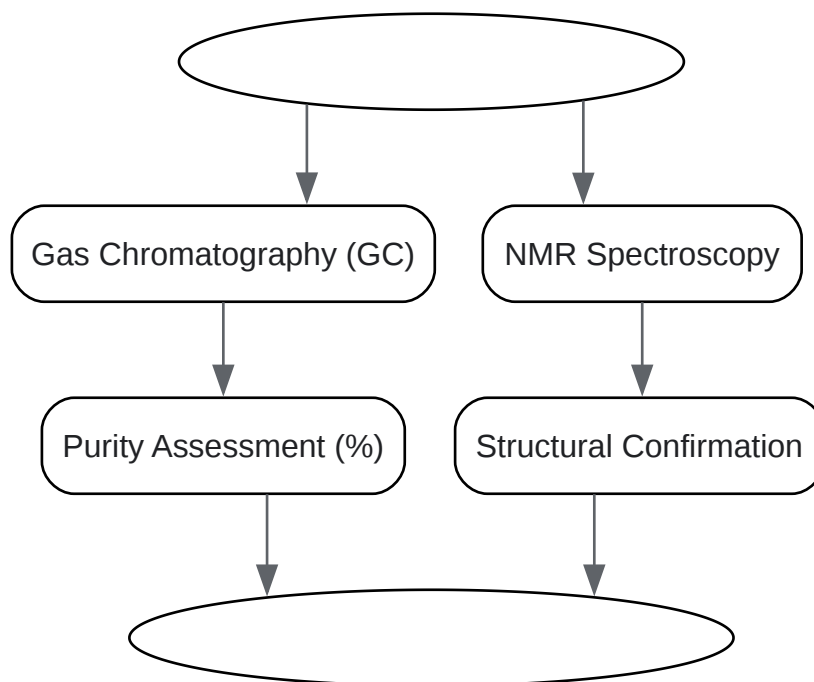 Gas Chromatography (GC)
NMR Spectroscopy
Purity Assessment (%)
Structural Confirmation